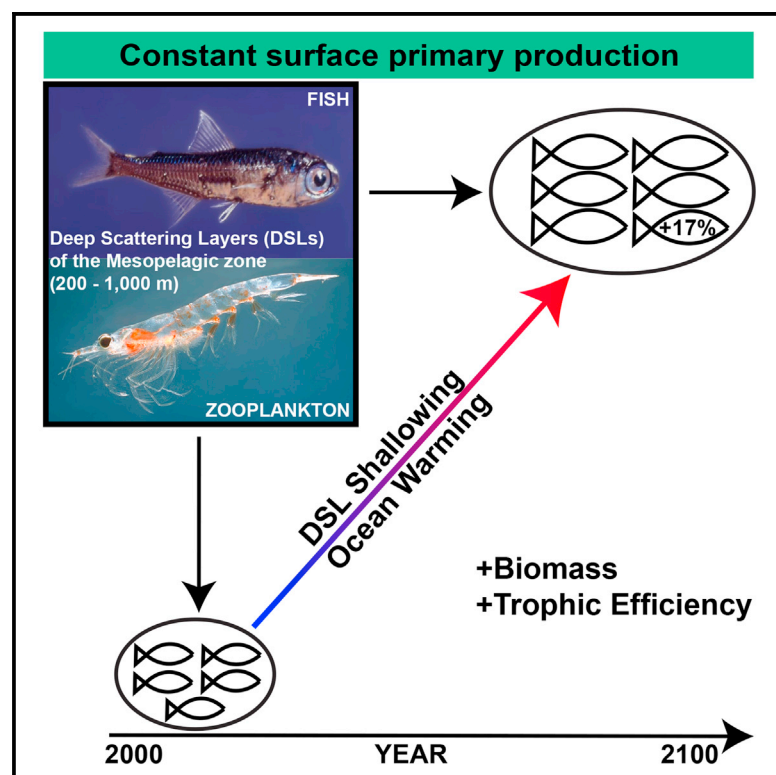 Constant surface primary production
FISH
Deep Scattering Layers (DSLs)
of the Mesopelagic zone
(200 - 1,000 m)
ZOOPLANKTON
+17%
DSL Shallowing
Ocean Warming
+Biomass
+Trophic Efficiency
2000 YEAR 2100